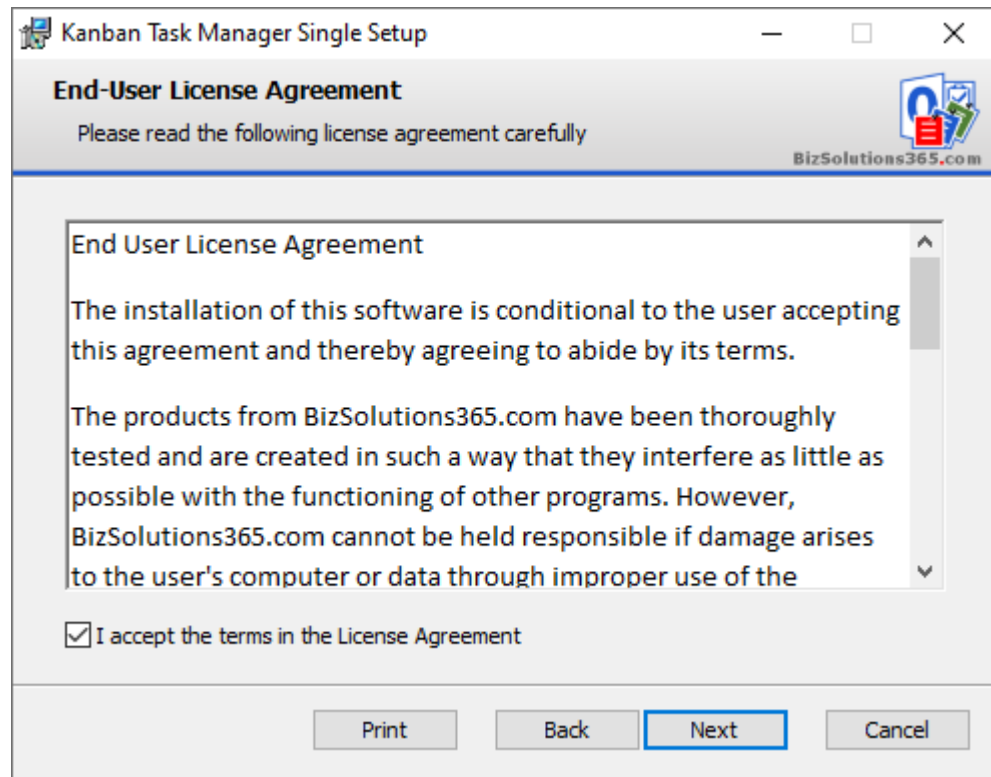 Kanban Task Manager Single Setup
End-User License Agreement
Please read the following license agreement carefully
BizSolutions365.com
End User License Agreement
The installation of this software is conditional to the user accepting
this agreement and thereby agreeing to abide by its terms.
The products from BizSolutions365.com have been thoroughly
tested and are created in such a way that they interfere as little as
possible with the functioning of other programs. However,
BizSolutions365.com cannot be held responsible if damage arises
to the user's computer or data through improper use of the
I accept the terms in the License Agreement
Print Back Next Cancel